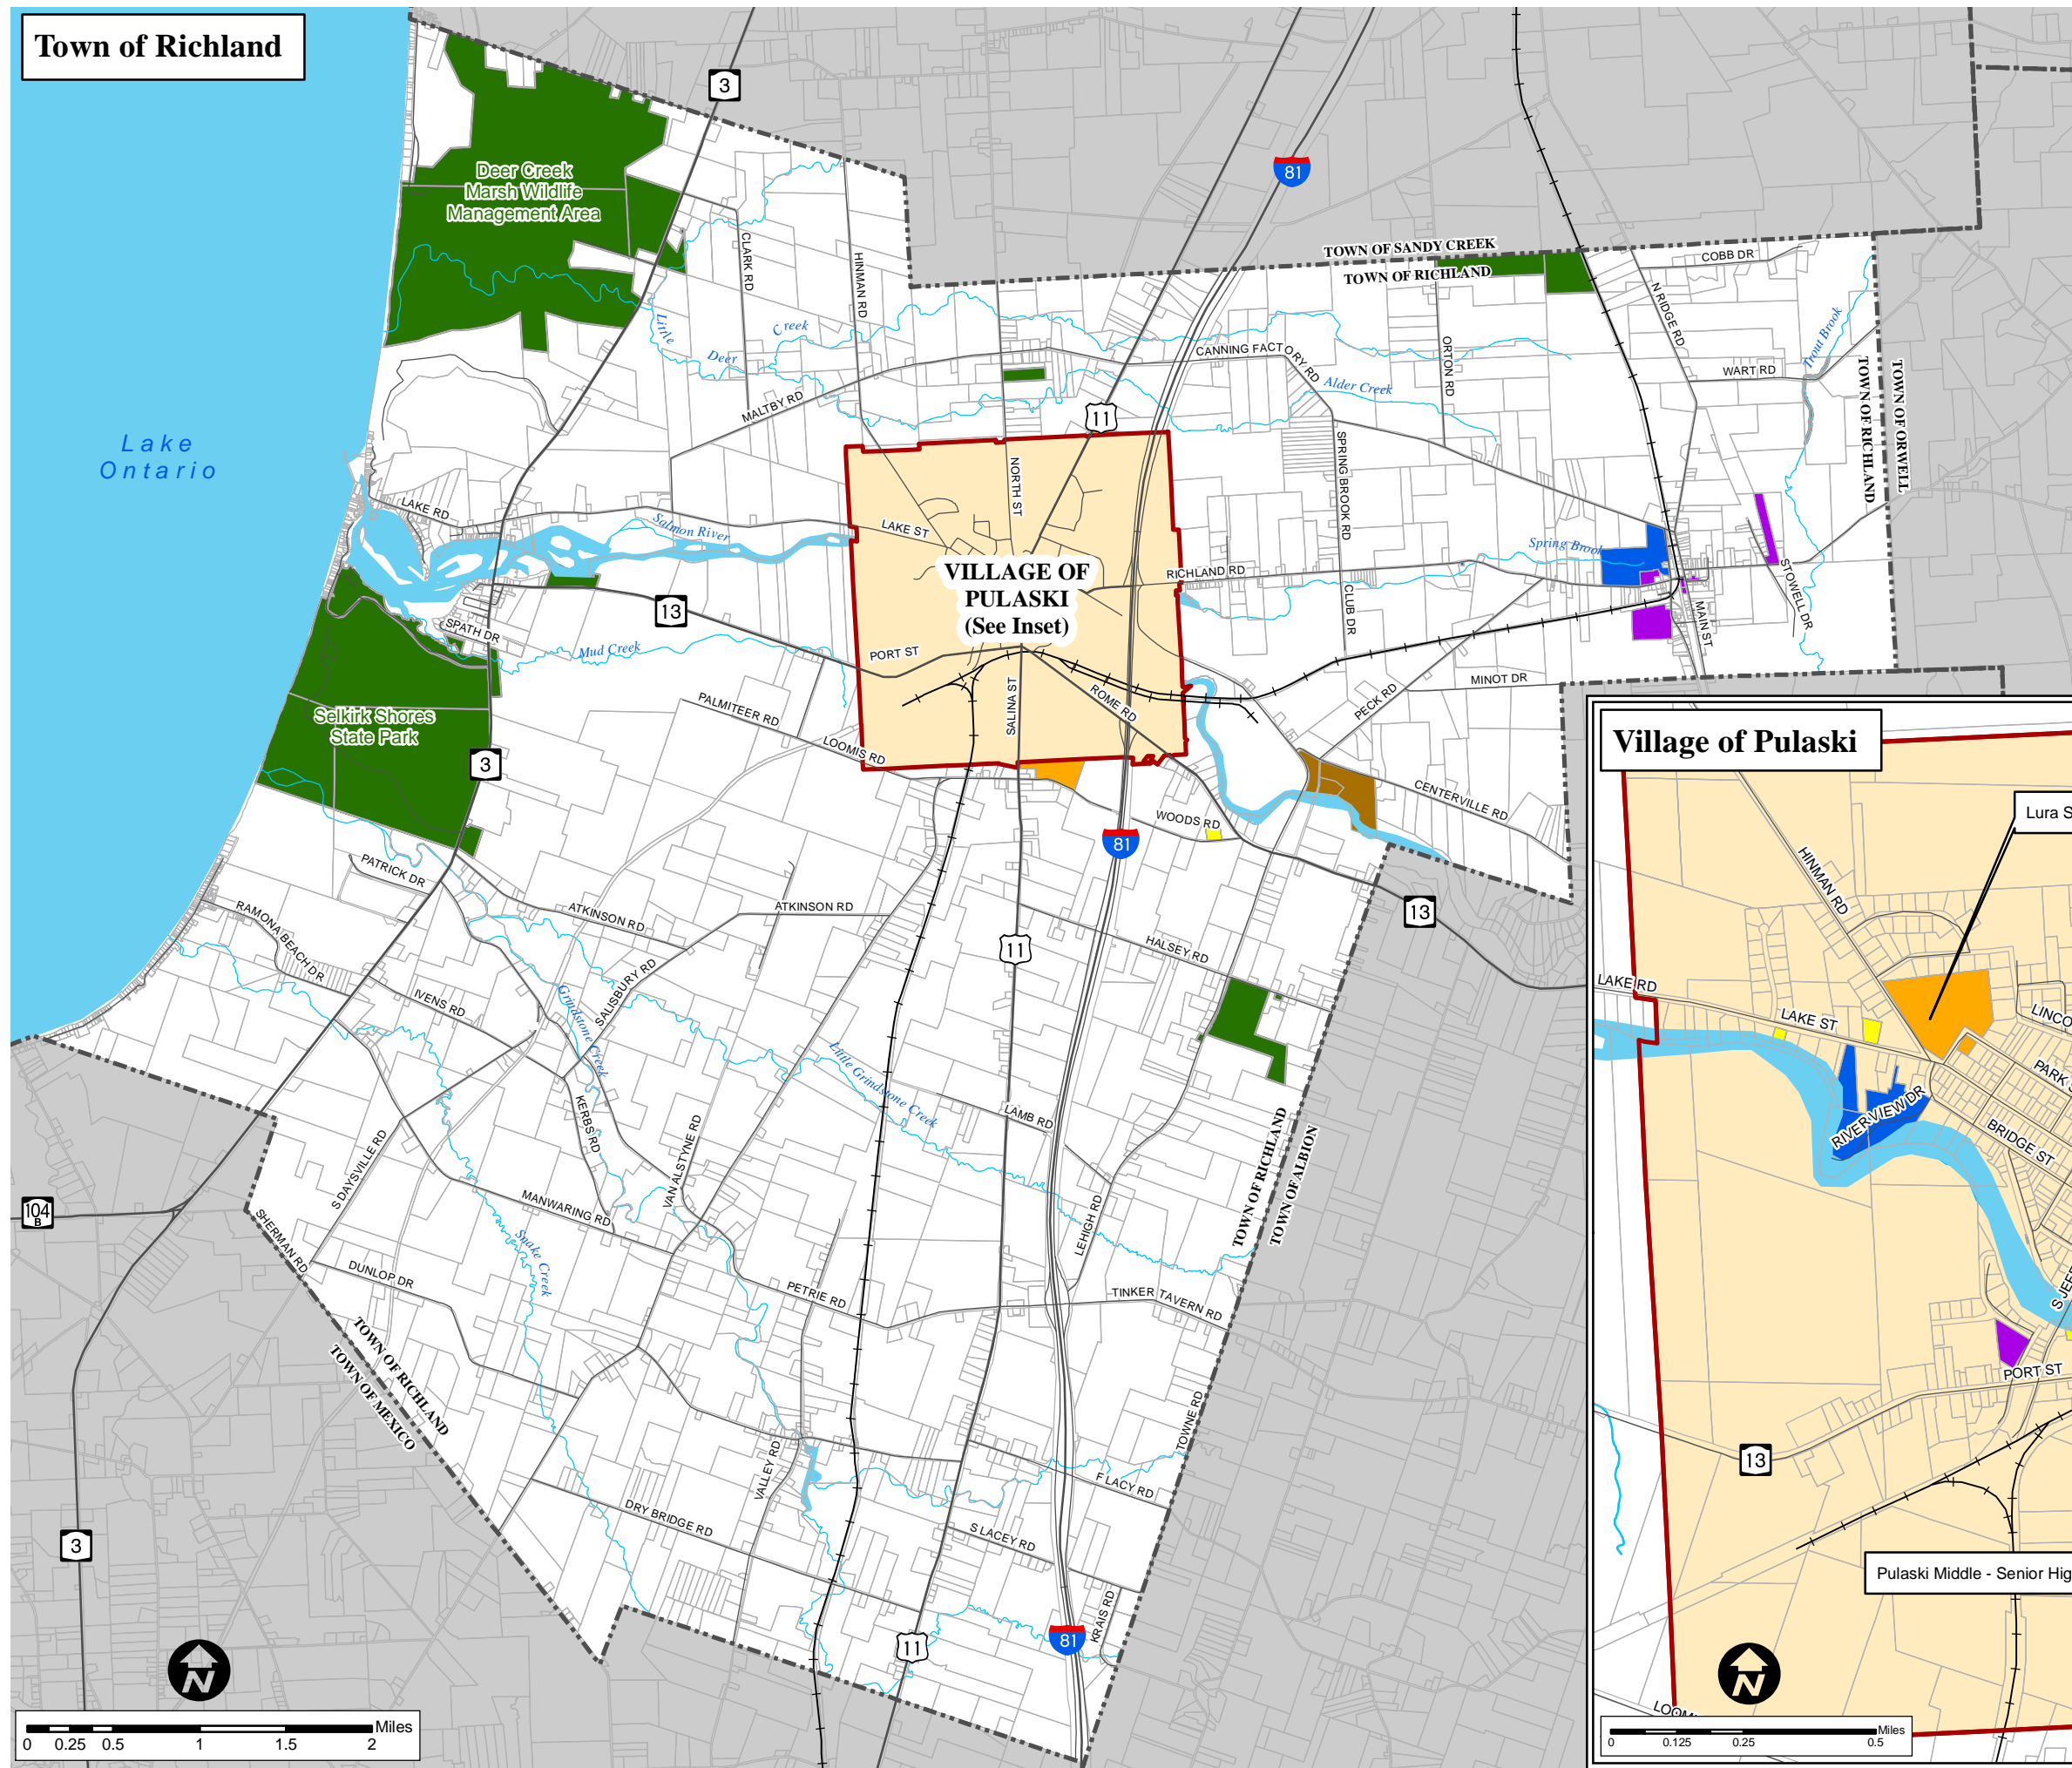 Town of Richland
3
81
Deer Creek
Marsh Wildlife
Management Area
CLARK RD
HINMAN RD
TOWN OF SANDY CREEK
TOWN OF RICHLAND
COBB DR
N RIDGE RD
Trout Brook
Little
Deer
Creek
CANNING FACTORY RD
ORTON RD
WART RD
TOWN OF RICHLAND
TOWN OF ORWELL
Alder Creek
MALTBY RD
11
Lake
Ontario
NORTH ST
SPRING BROOK RD
LAKE RD
Salmon River
LAKE ST
Spring Brook
VILLAGE OF
PULASKI
(See Inset)
RICHLAND RD
STOWELL DR
CLUB DR
MAIN ST
13
SPATH DR
Mud Creek
PORT ST
MINOT DR
PECK RD
ROME RD
SALINA ST
PALMITEER RD
LOOMIS RD
Selkirk Shores
State Park
3
CENTERVILLE RD
WOODS RD
81
PATRICK DR
13
RAMONA BEACH DR
ATKINSON RD
ATKINSON RD
11
HALSEY RD
SALISBURY RD
IVENS RD
Grindstone Creek
Little Grindstone Creek
KERBS RD
LAMB RD
TOWN OF RICHLAND
TOWN OF ALBION
S DAYSVILLE RD
VAN ALSTYNE RD
104
B
MANWARING RD
LEHIGH RD
SHERMAN RD
Snake Creek
DUNLOP DR
PETRIE RD
TINKER TAVERN RD
TOWN OF RICHLAND
TOWN OF MEXICO
TOWNE RD
VALLEY RD
F LACY RD
DRY BRIDGE RD
S LACEY RD
3
KRAIS RD
11
81
N
Miles
0 0.25 0.5 1 1.5 2
Village of Pulaski
Lura S
HINMAN RD
LAKE RD
LAKE ST
LINCO
PARK S
RIVERVIEW DR
BRIDGE ST
S JEFF
PORT ST
13
Pulaski Middle - Senior Hig
N
LOOMI
Miles
0 0.125 0.25 0.5